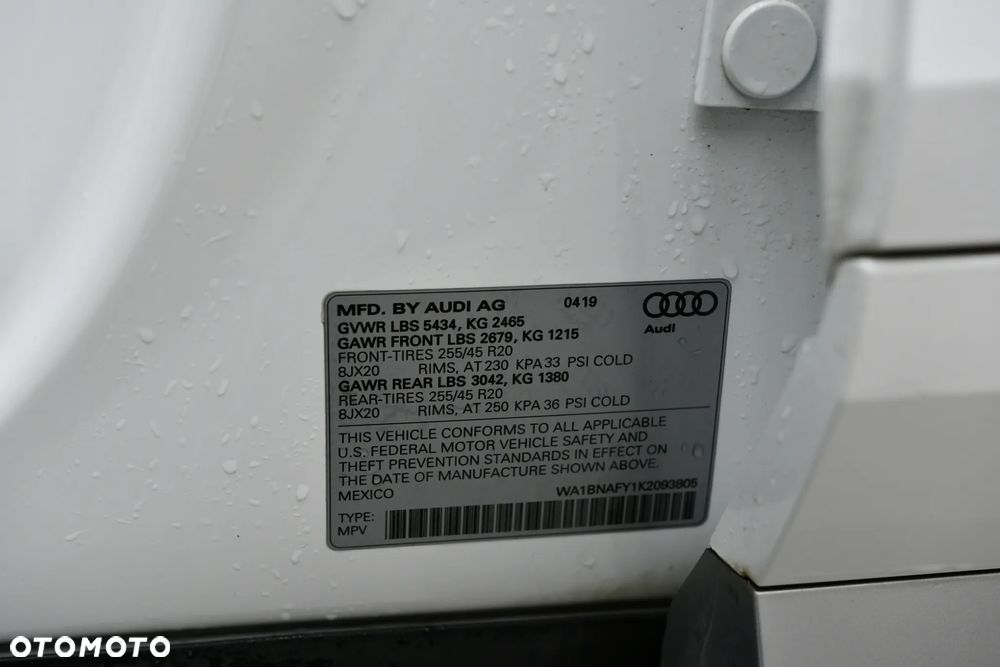 MFD. BY AUDI AG 0419
GVWR LBS 5434, KG 2465
Audi
GAWR FRONT LBS 2679, KG 1215
FRONT-TIRES 255/45 R20
8JX20 RIMS, AT 230 KPA 33 PSI COLD
GAWR REAR LBS 3042, KG 1380
REAR-TIRES 255/45 R20
8JX20 RIMS, AT 250 KPA 36 PSI COLD
THIS VEHICLE CONFORMS TO ALL APPLICABLE
U.S. FEDERAL MOTOR VEHICLE SAFETY AND
THEFT PREVENTION STANDARDS IN EFFECT ON
THE DATE OF MANUFACTURE SHOWN ABOVE.
MEXICO WA1BNAFY1K2093805
TYPE:
MPV
OTOMOTO